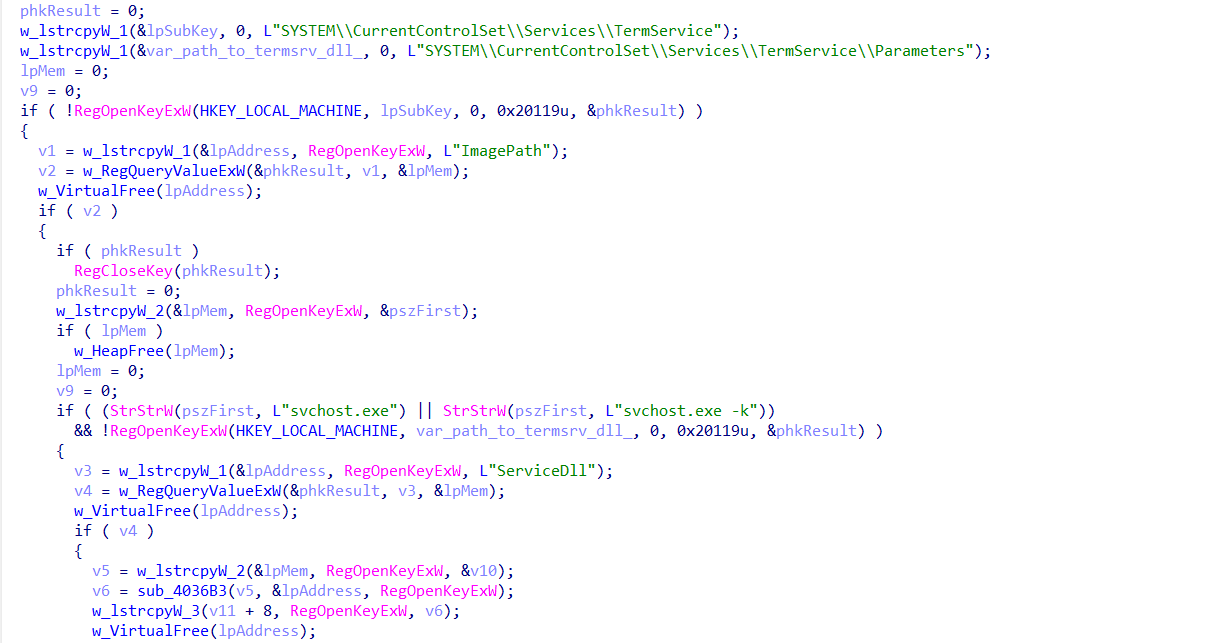 phkResult = 0;
w_lstrcpyW_1(&lpSubKey, 0, L"SYSTEM\\CurrentControlSet\\Services\\TermService");
w_lstrcpyW_1(&var_path_to_termsrv_dll_, 0, L"SYSTEM\\CurrentControlSet\\Services\\TermService\\Parameters");
lpMem = 0;
v9 = 0;
if ( !RegOpenKeyExW(HKEY_LOCAL_MACHINE, lpSubKey, 0, 0x20119u, &phkResult) )
{
v1 = w_lstrcpyW_1(&lpAddress, RegOpenKeyExW, L"ImagePath");
v2 = w_RegQueryValueExW(&phkResult, v1, &lpMem);
w_VirtualFree(lpAddress);
if ( v2 )
{
if ( phkResult )
RegCloseKey(phkResult);
phkResult = 0;
w_lstrcpyW_2(&lpMem, RegOpenKeyExW, &pszFirst);
if ( lpMem )
w_HeapFree(lpMem);
lpMem = 0;
v9 = 0;
if ( (StrStrW(pszFirst, L"svchost.exe") || StrStrW(pszFirst, L"svchost.exe -k"))
&& !RegOpenKeyExW(HKEY_LOCAL_MACHINE, var_path_to_termsrv_dll_, 0, 0x20119u, &phkResult) )
{
v3 = w_lstrcpyW_1(&lpAddress, RegOpenKeyExW, L"ServiceDll");
v4 = w_RegQueryValueExW(&phkResult, v3, &lpMem);
w_VirtualFree(lpAddress);
if ( v4 )
{
v5 = w_lstrcpyW_2(&lpMem, RegOpenKeyExW, &v10);
v6 = sub_4036B3(v5, &lpAddress, RegOpenKeyExW);
w_lstrcpyW_3(v11 + 8, RegOpenKeyExW, v6);
w_VirtualFree(lpAddress);